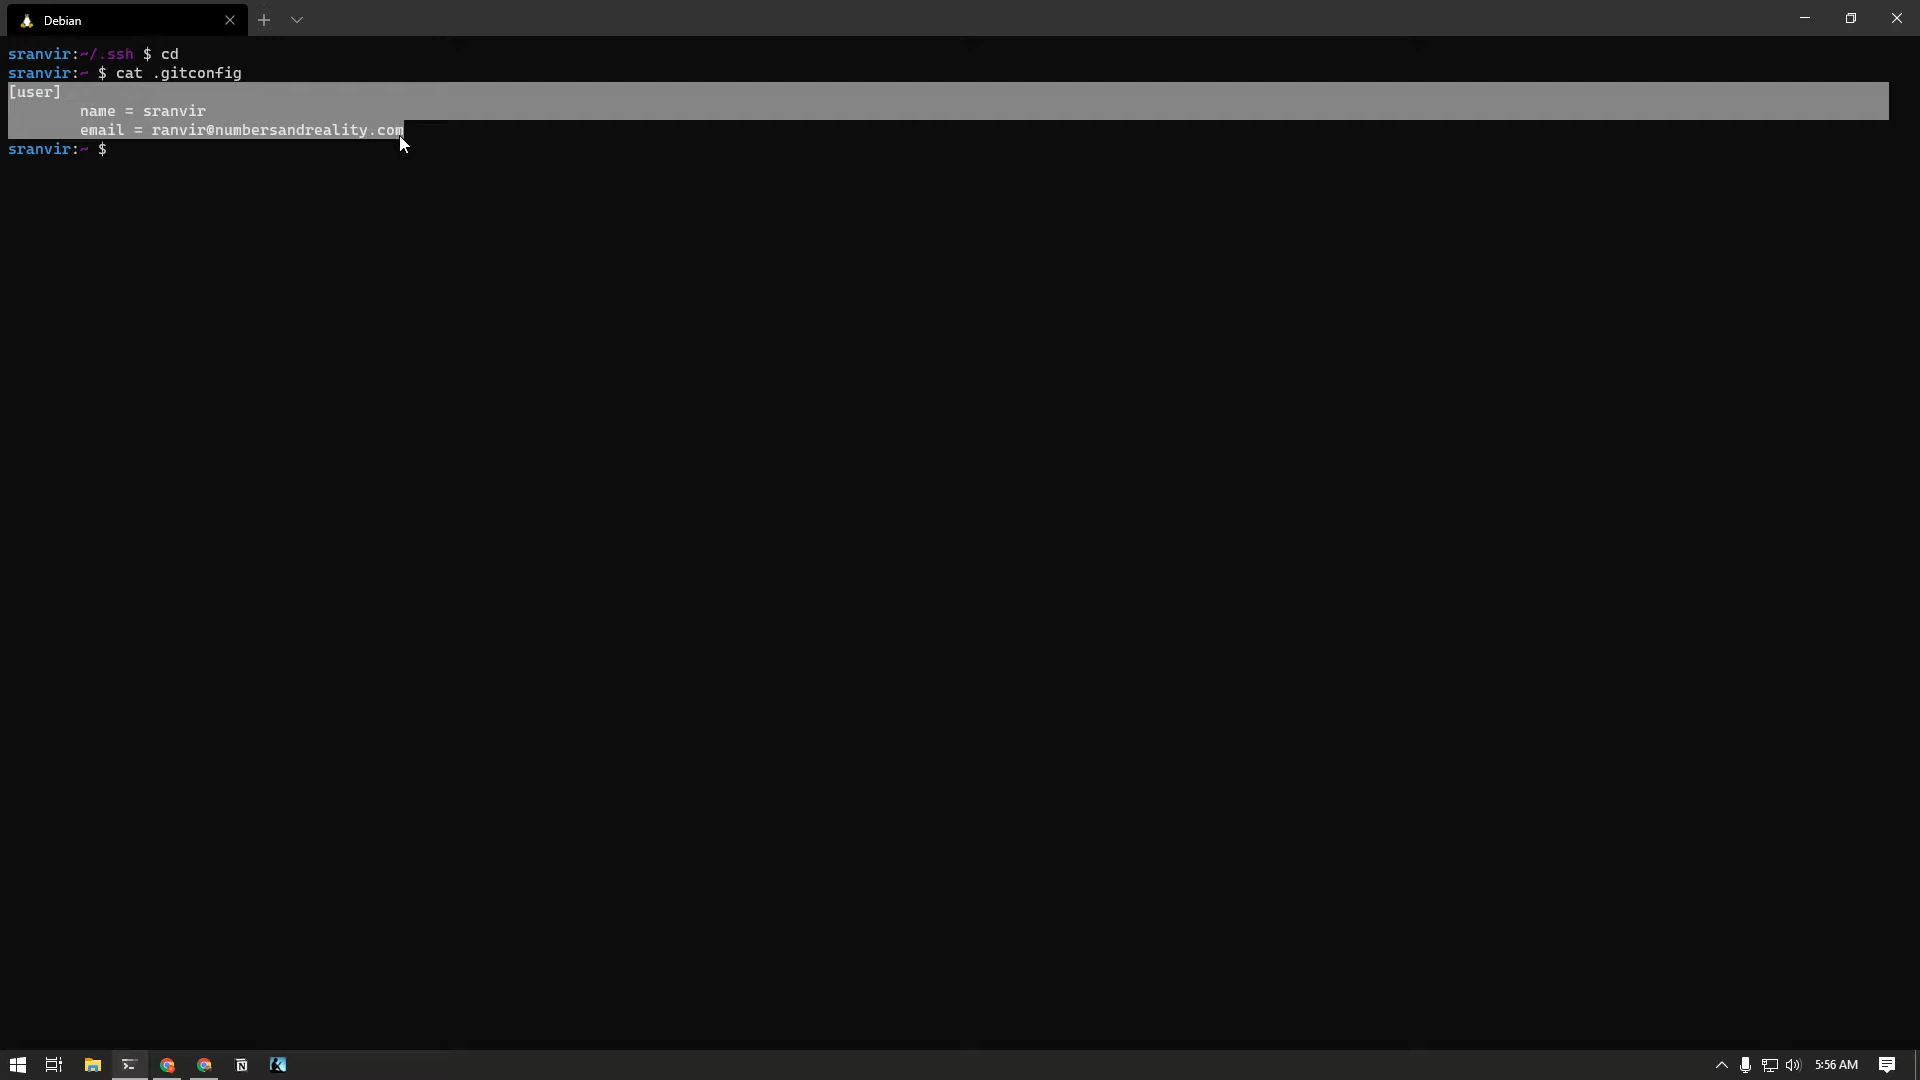 Debian
sranvir:~/.ssh $ cd
sranvir:~ $ cat .gitconfig
[user]
        name = sranvir
        email = ranvir@numbersandreality.com
sranvir:~ $
5:56 AM